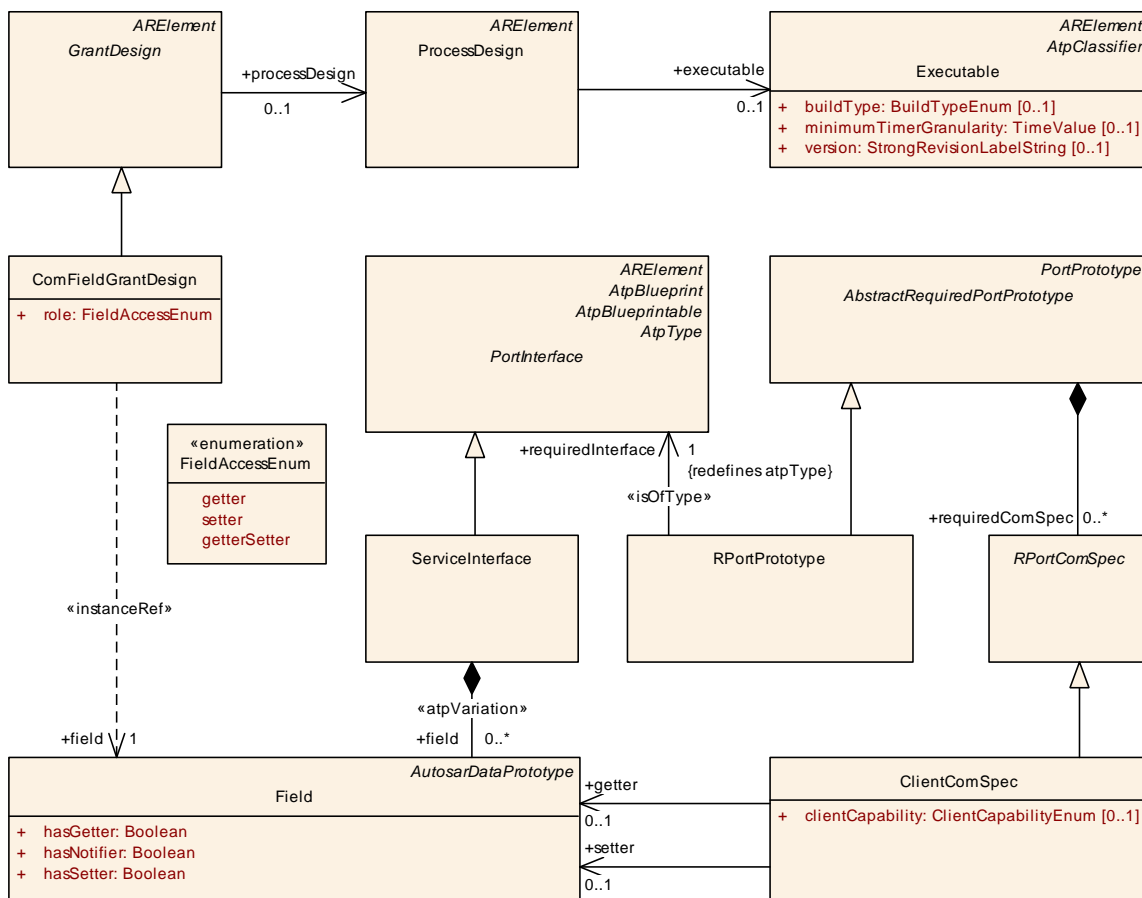 ARElement
GrantDesign
+processDesign
0..1
ARElement
ProcessDesign
+executable
0..1
ARElement
AtpClassifier
Executable
+ buildType: BuildTypeEnum [0..1]
+ minimumTimerGranularity: TimeValue [0..1]
+ version: StrongRevisionLabelString [0..1]
ComFieldGrantDesign
+ role: FieldAccessEnum
ARElement
AtpBlueprint
AtpBlueprintable
AtpType
PortInterface
PortPrototype
AbstractRequiredPortPrototype
«enumeration»
FieldAccessEnum
getter
setter
getterSetter
+requiredInterface
1
{redefines atpType}
«isOfType»
+requiredComSpec 0..*
ServiceInterface
RPortPrototype
RPortComSpec
«instanceRef»
«atpVariation»
+field 0..*
+field 1
AutosarDataPrototype
Field
+ hasGetter: Boolean
+ hasNotifier: Boolean
+ hasSetter: Boolean
+getter
0..1
+setter
0..1
ClientComSpec
+ clientCapability: ClientCapabilityEnum [0..1]